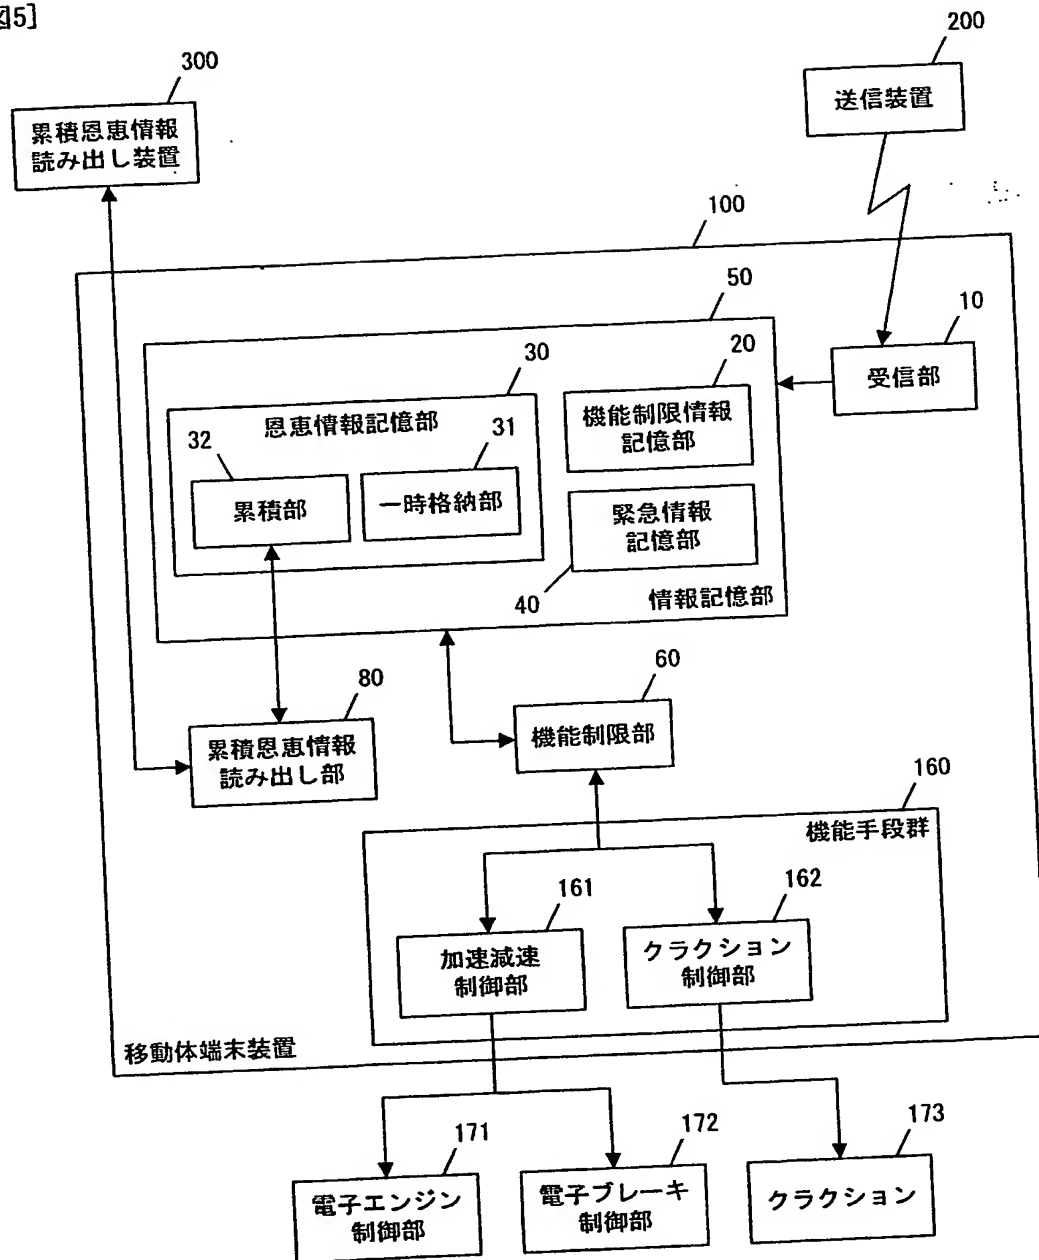 図5]
200
300
送信装置
累積恩恵情報
読み出し装置
100
50
10
30
20
受信部
恩恵情報記憶部
機能制限情報
記憶部
32
31
累積部
一時格納部
緊急情報
記憶部
40
情報記憶部
60
80
機能制限部
累積恩恵情報
読み出し部
160
機能手段群
161
162
加速減速
制御部
クラクション
制御部
移動体端末装置
171
172
173
電子エンジン
制御部
電子ブレーキ
制御部
クラクション